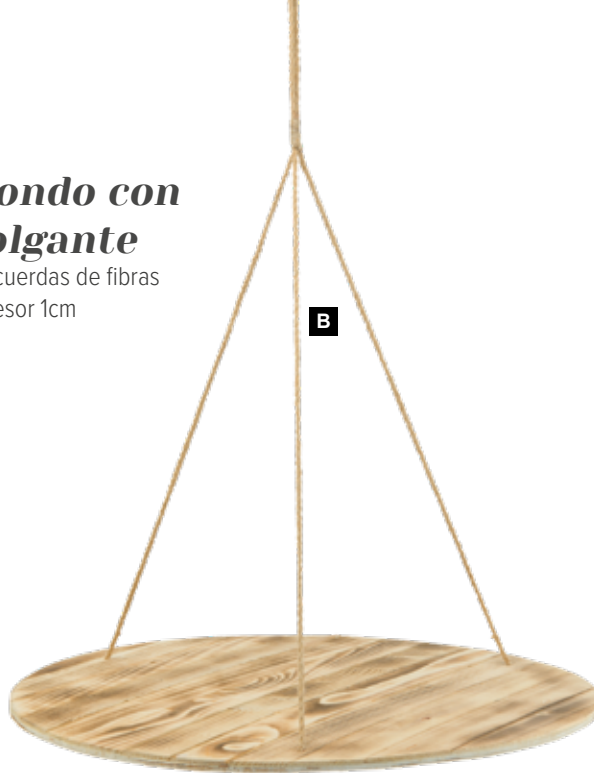 ondo con
olgante
cuerdas de fibras
esor 1cm
B